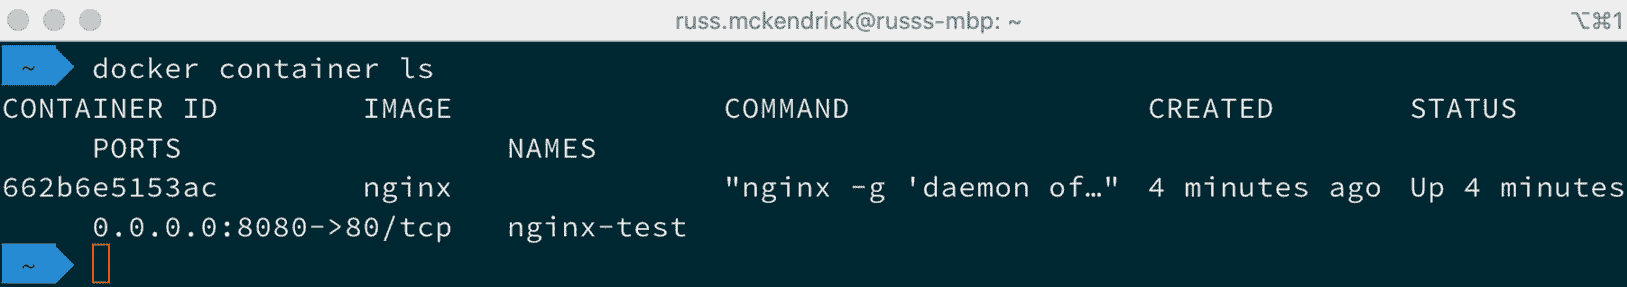 russ.mckendrick@russs-mbp: ~ ⌥⌘1
~ docker container ls
CONTAINER ID IMAGE COMMAND CREATED STATUS
PORTS NAMES
662b6e5153ac nginx "nginx -g 'daemon of…" 4 minutes ago Up 4 minutes
0.0.0.0:8080->80/tcp nginx-test
~